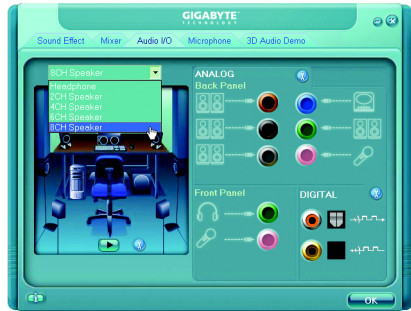 GIGABYTE
TECHNOLOGY
Sound Effect Mixer Audio I/O Microphone 3D Audio Demo
8CH Speaker
Headphone
2CH Speaker
4CH Speaker
6CH Speaker
8CH Speaker
ANALOG
Back Panel
Front Panel
DIGITAL
OK